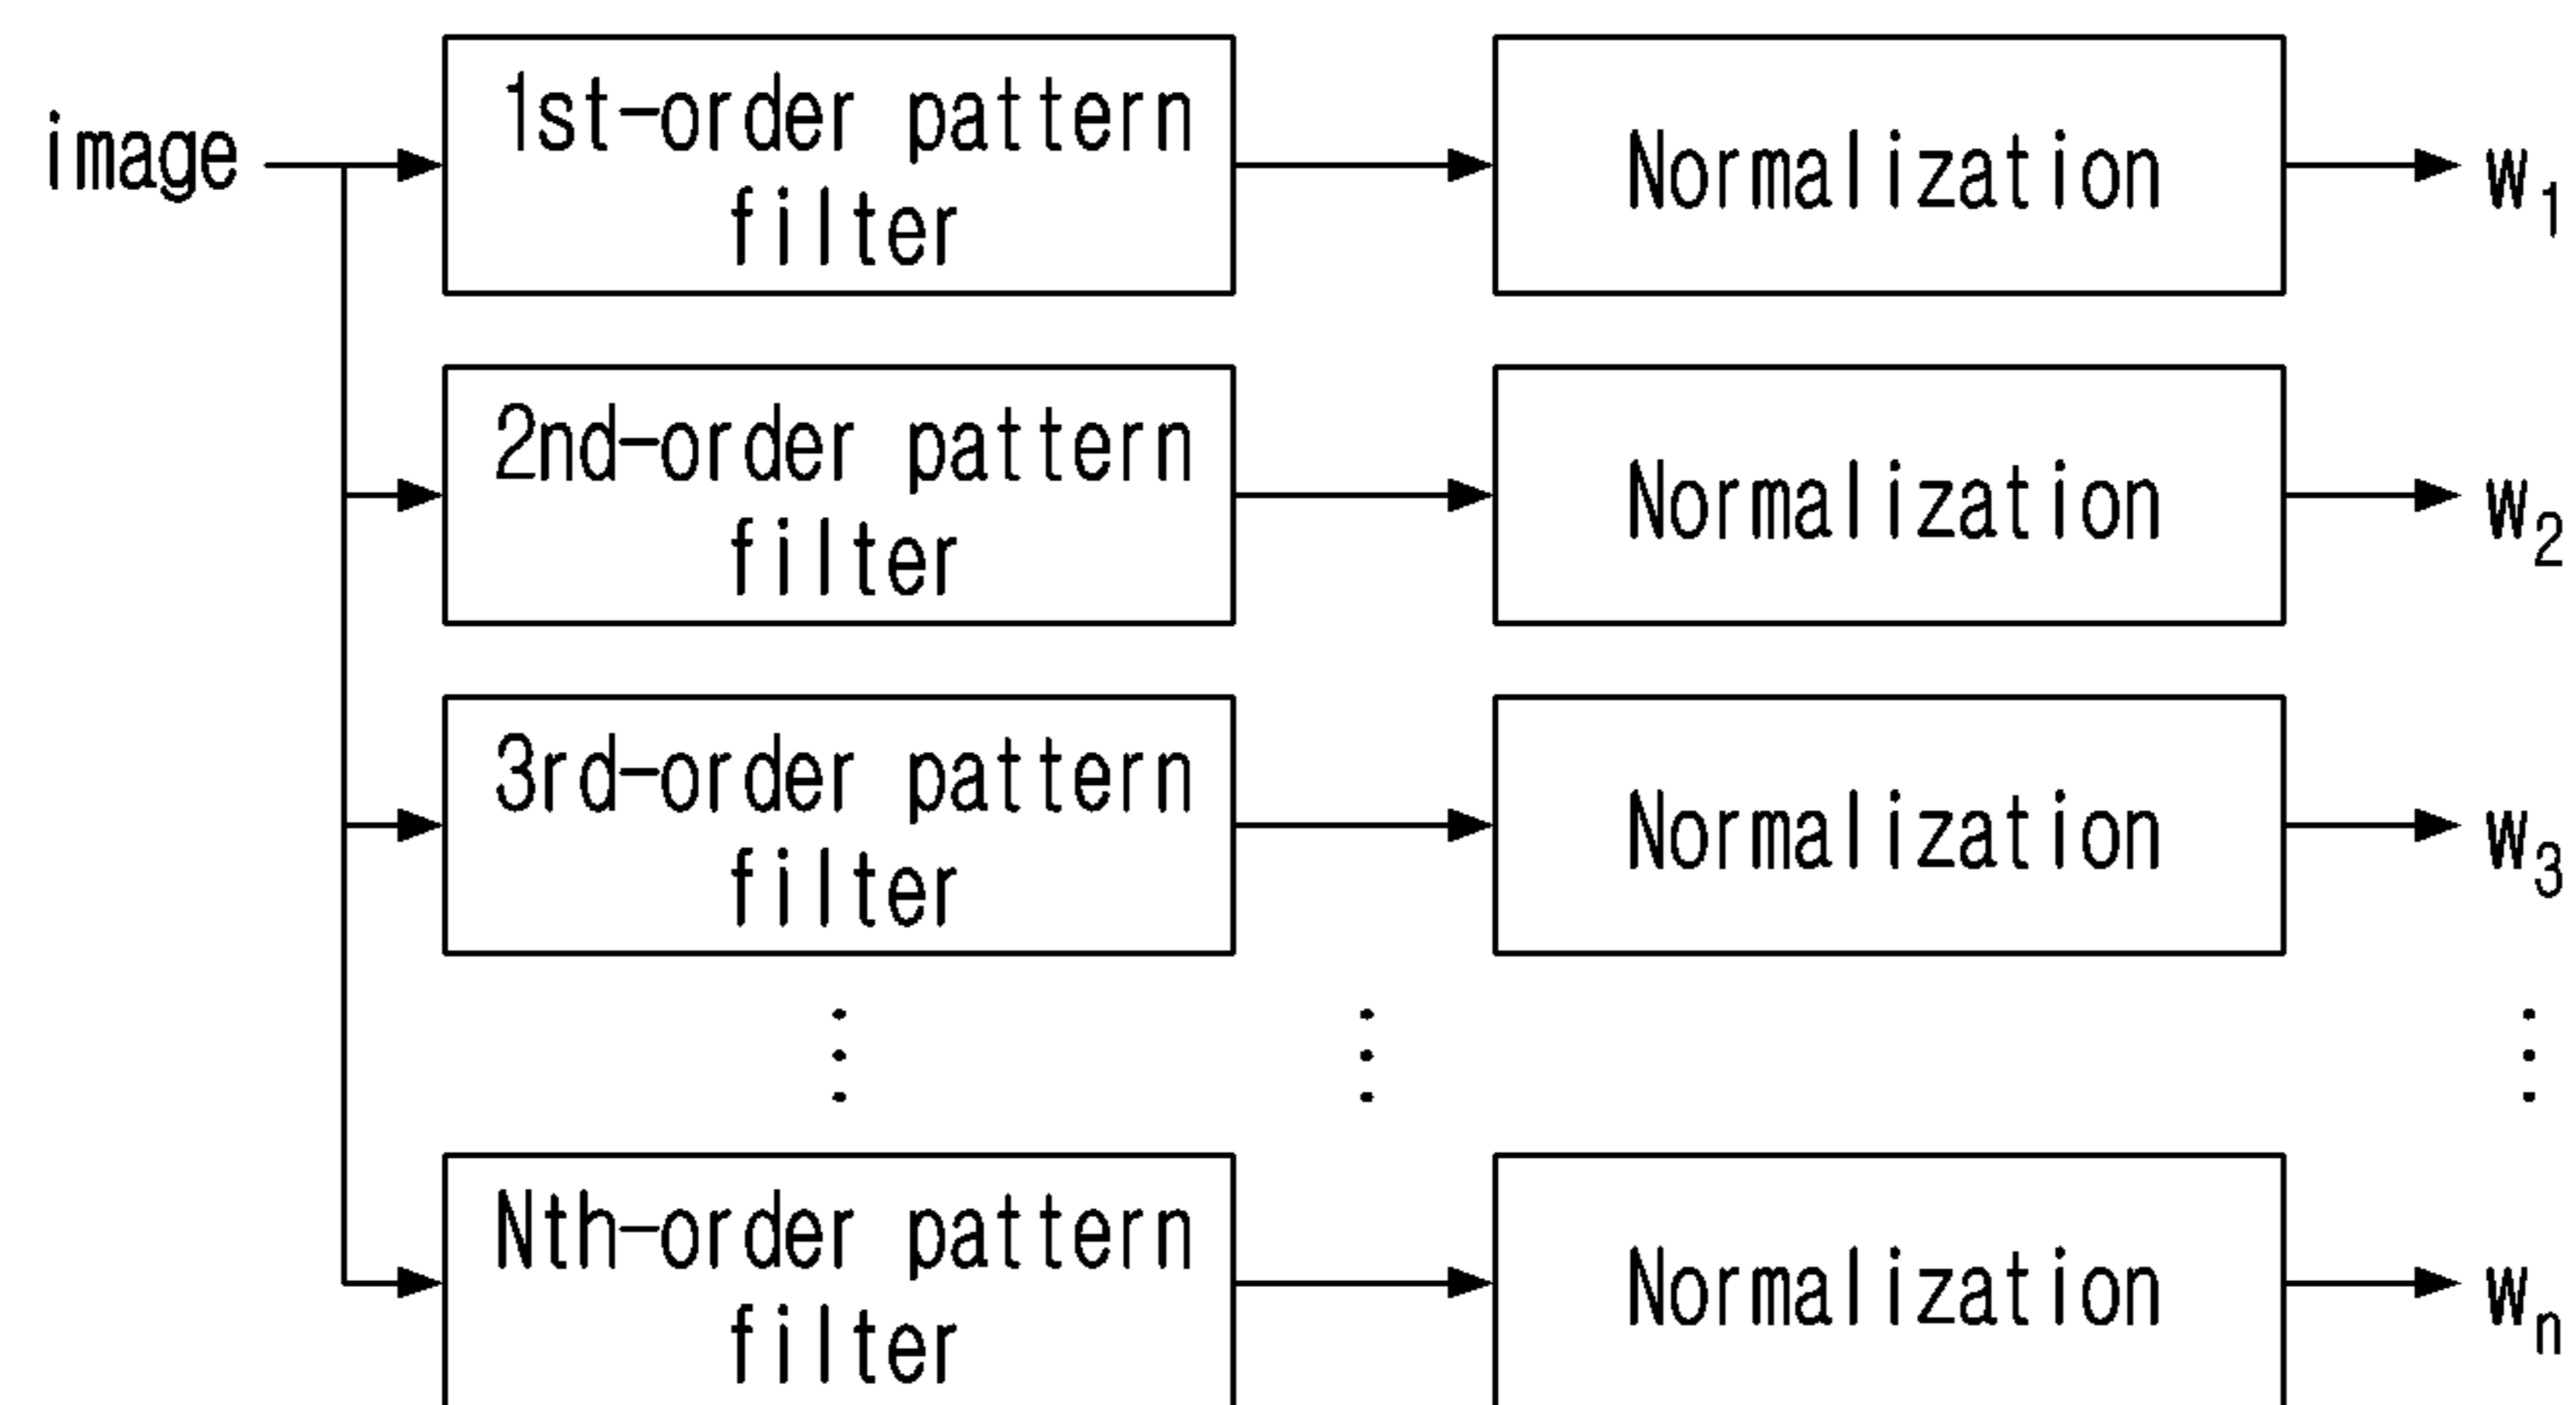 image
1st-order pattern
filter
Normalization
w1
2nd-order pattern
filter
Normalization
w2
3rd-order pattern
filter
Normalization
w3
Nth-order pattern
filter
Normalization
wn